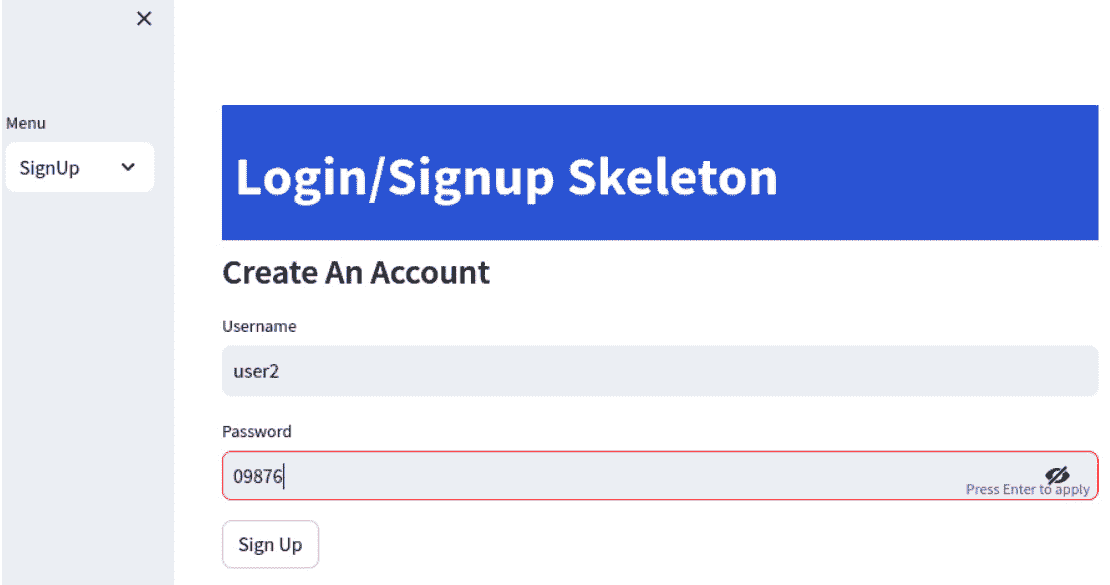 Menu
SignUp
Login/Signup Skeleton
Create An Account
Username
user2
Password
09876
Press Enter to apply
Sign Up